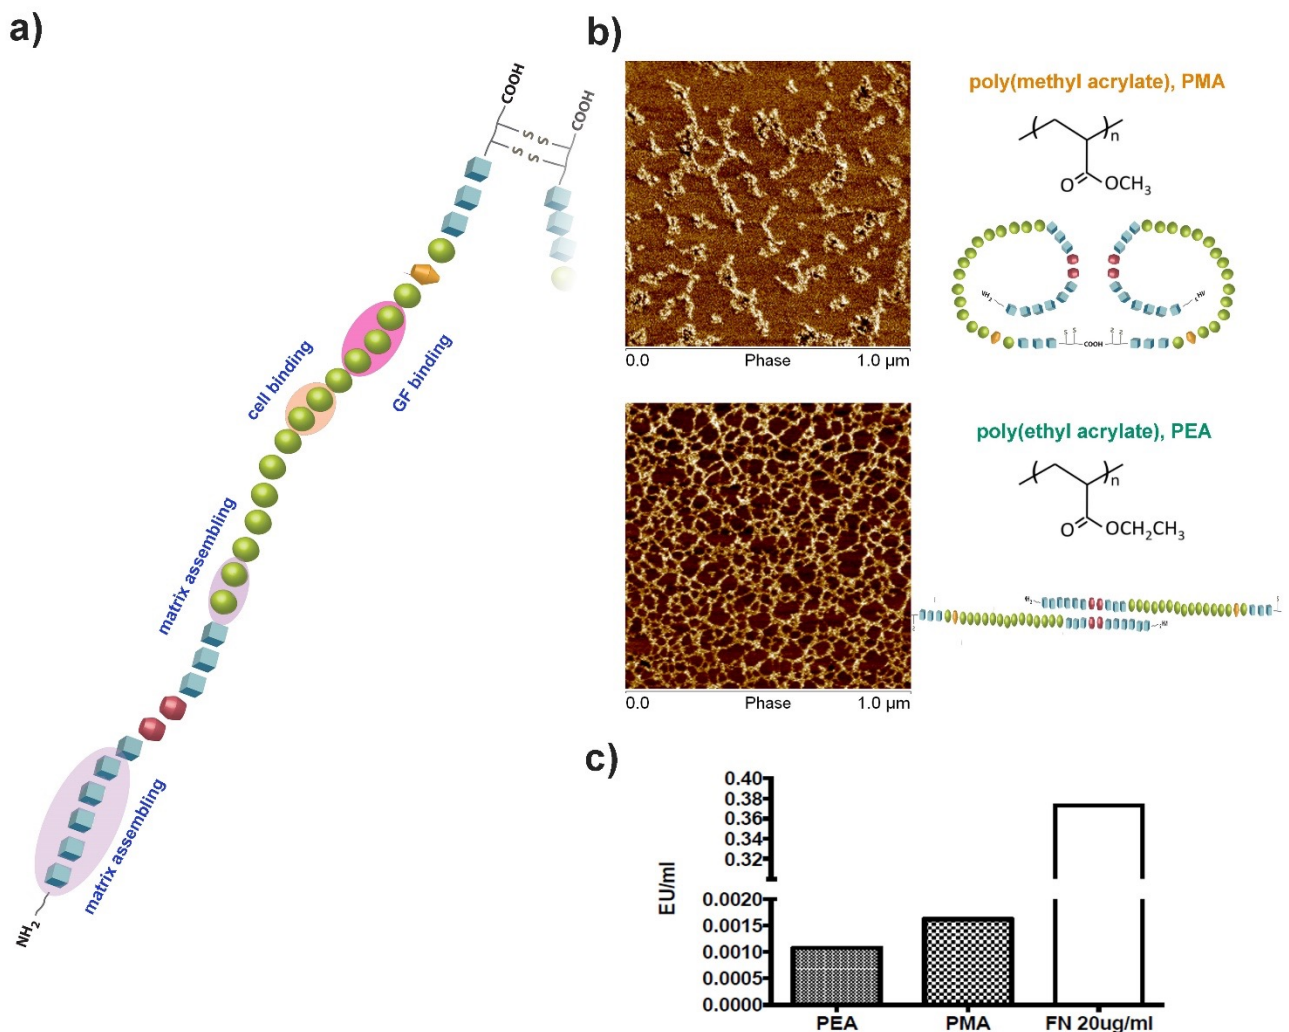 a)
COOH
S S
S S
COOH
cell binding
GF binding
matrix assembling
matrix assembling
NH2
b)
0.0 Phase 1.0 µm
poly(methyl acrylate), PMA
n
O OCH3
NH2
S S
COOH
S S
NH2
0.0 Phase 1.0 µm
poly(ethyl acrylate), PEA
n
O OCH2CH3
c)
EU/ml
0.40
0.38
0.36
0.34
0.32
0.0020
0.0015
0.0010
0.0005
0.0000
PEA PMA FN 20ug/ml